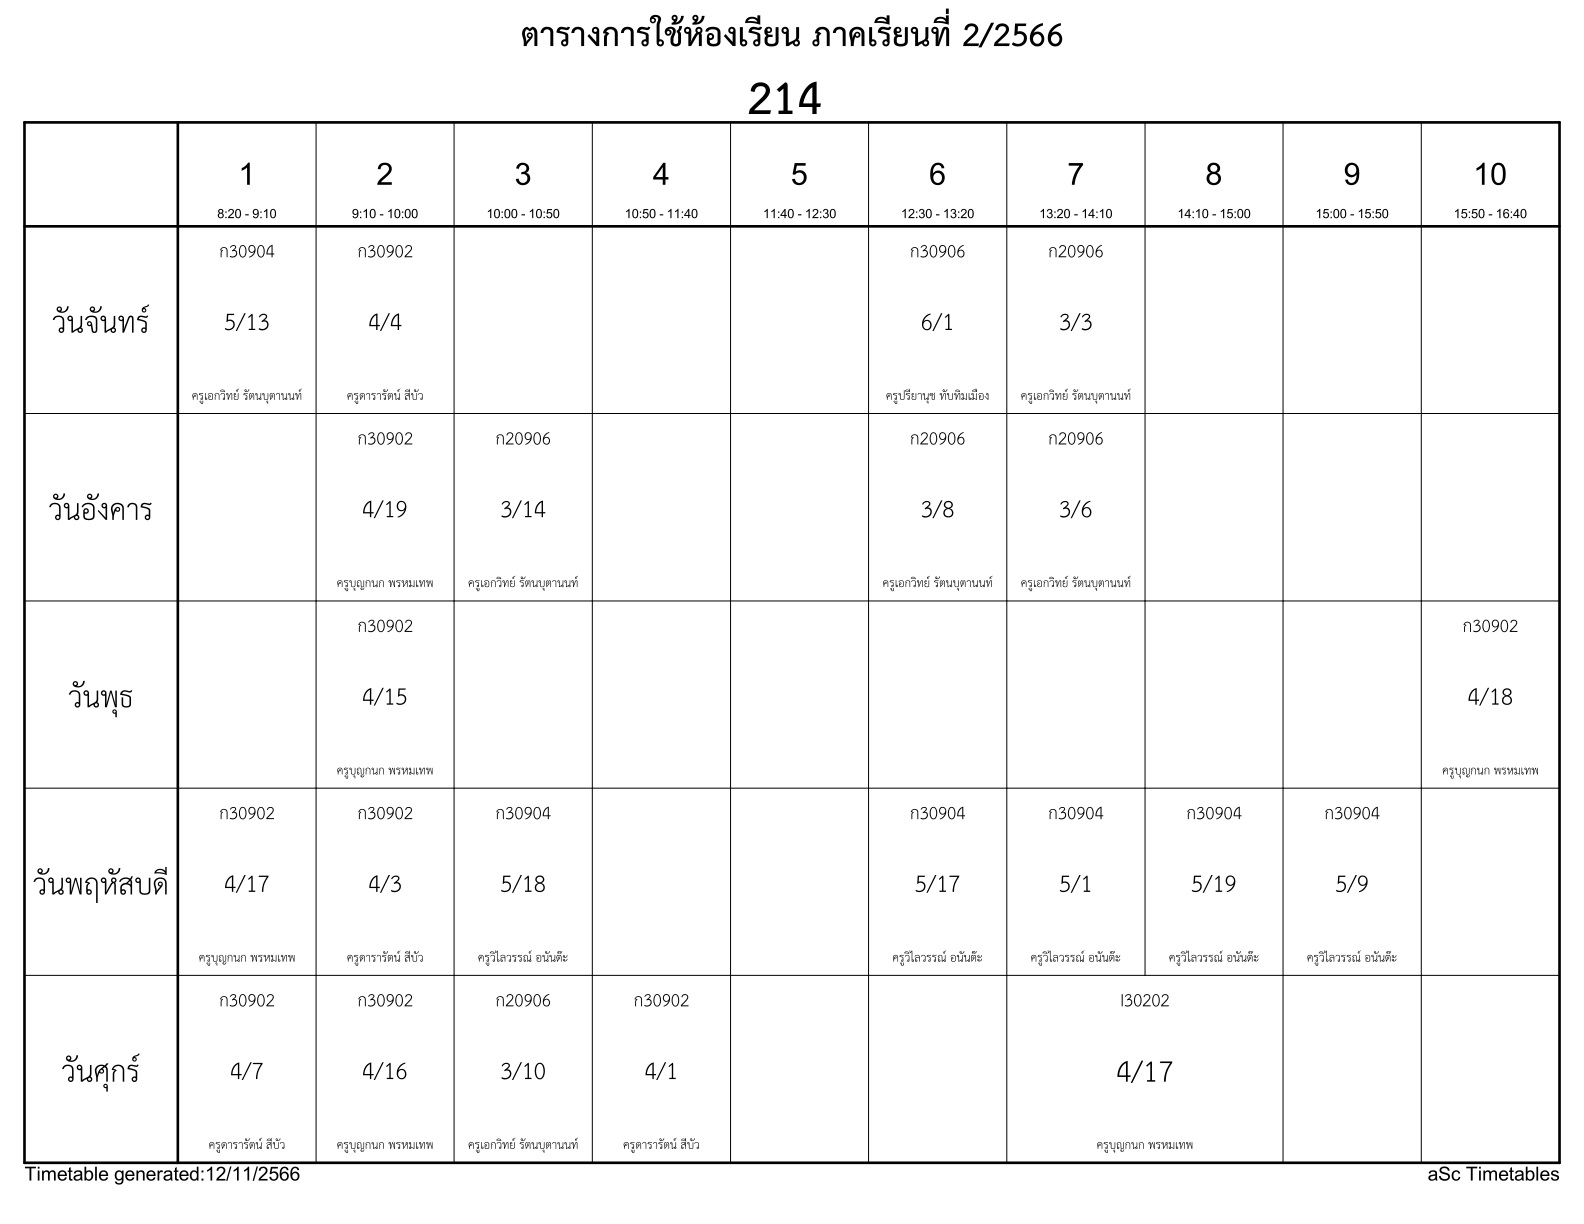 ตารางการใช้ห้องเรียน ภาคเรียนที่ 2/2566
214
1 2 3 4 5 6 7 8 9 10
8:20 - 9:10 9:10 - 10:00 10:00 - 10:50 10:50 - 11:40 11:40 - 12:30 12:30 - 13:20 13:20 - 14:10 14:10 - 15:00 15:00 - 15:50 15:50 - 16:40
ก30904 ก30902 ก30906 ก20906
วันจันทร์ 5/13 4/4 6/1 3/3
ครูเอกวิทย์ รัตนบุตานนท์ ครูดารารัตน์ สีบัว ครูปรียานุช ทับทิมเมือง ครูเอกวิทย์ รัตนบุตานนท์
ก30902 ก20906 ก20906 ก20906
วันอังคาร 4/19 3/14 3/8 3/6
ครูบุญกนก พรหมเทพ ครูเอกวิทย์ รัตนบุตานนท์ ครูเอกวิทย์ รัตนบุตานนท์ ครูเอกวิทย์ รัตนบุตานนท์
ก30902 ก30902
วันพุธ 4/15 4/18
ครูบุญกนก พรหมเทพ ครูบุญกนก พรหมเทพ
ก30902 ก30902 ก30904 ก30904 ก30904 ก30904 ก30904
วันพฤหัสบดี 4/17 4/3 5/18 5/17 5/1 5/19 5/9
ครูบุญกนก พรหมเทพ ครูดารารัตน์ สีบัว ครูวิไลวรรณ์ อนันต๊ะ ครูวิไลวรรณ์ อนันต๊ะ ครูวิไลวรรณ์ อนันต๊ะ ครูวิไลวรรณ์ อนันต๊ะ ครูวิไลวรรณ์ อนันต๊ะ
ก30902 ก30902 ก20906 ก30902 I30202
วันศุกร์ 4/7 4/16 3/10 4/1 4/17
ครูดารารัตน์ สีบัว ครูบุญกนก พรหมเทพ ครูเอกวิทย์ รัตนบุตานนท์ ครูดารารัตน์ สีบัว ครูบุญกนก พรหมเทพ
Timetable generated:12/11/2566 aSc Timetables